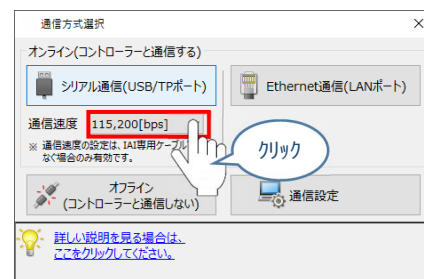 通信方式選択
オンライン(コントローラーと通信する)
シリアル通信(USB/TPポート)
Ethernet通信(LANポート)
通信速度 115,200[bps]
※ 通信速度の設定は、IAI専用ケーブル
なぐ場合のみ有効です。
クリック
オフライン
(コントローラーと通信しない)
通信設定
詳しい説明を見る場合は、
ここをクリックしてください。